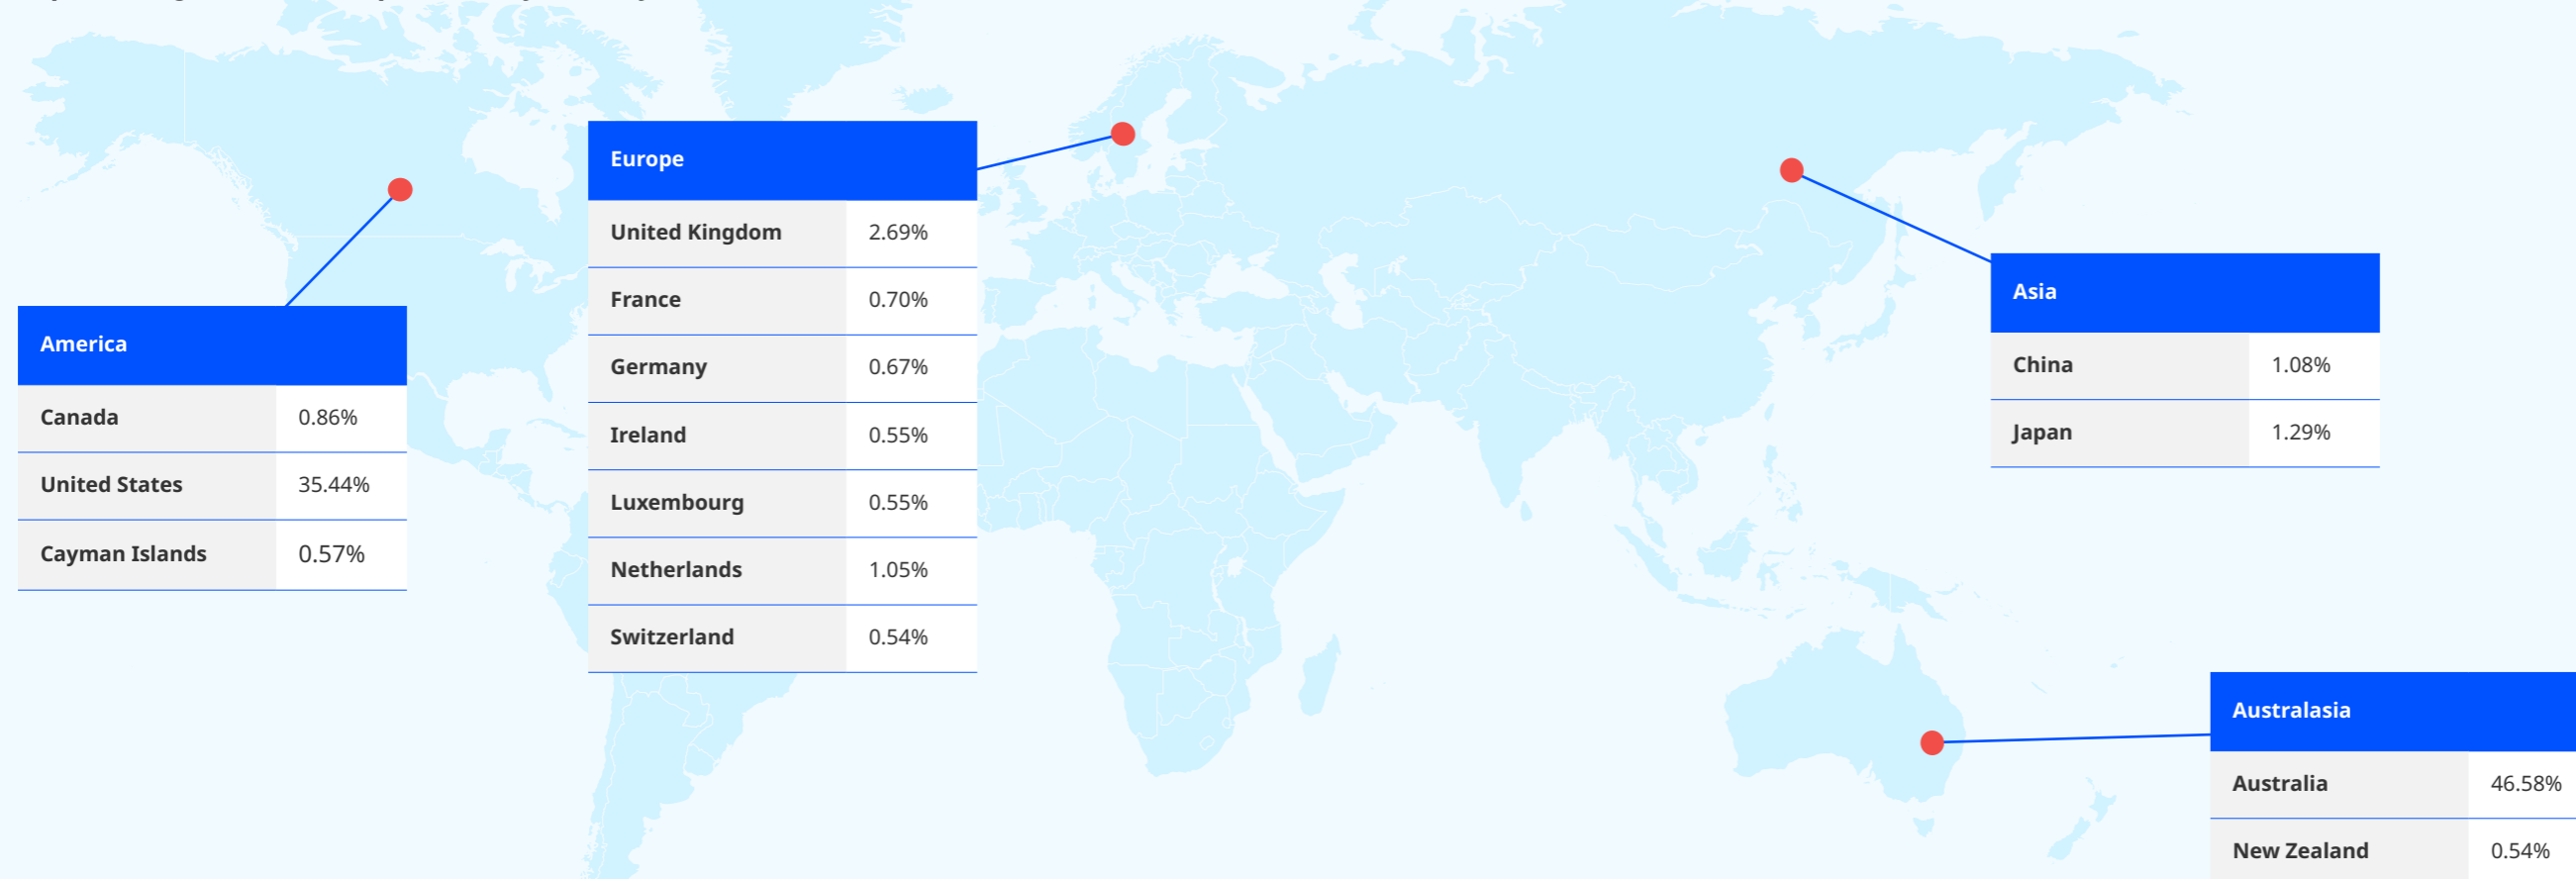 America
Canada 0.86%
United States 35.44%
Cayman Islands 0.57%
Europe
United Kingdom 2.69%
France 0.70%
Germany 0.67%
Ireland 0.55%
Luxembourg 0.55%
Netherlands 1.05%
Switzerland 0.54%
Asia
China 1.08%
Japan 1.29%
Australasia
Australia 46.58%
New Zealand 0.54%